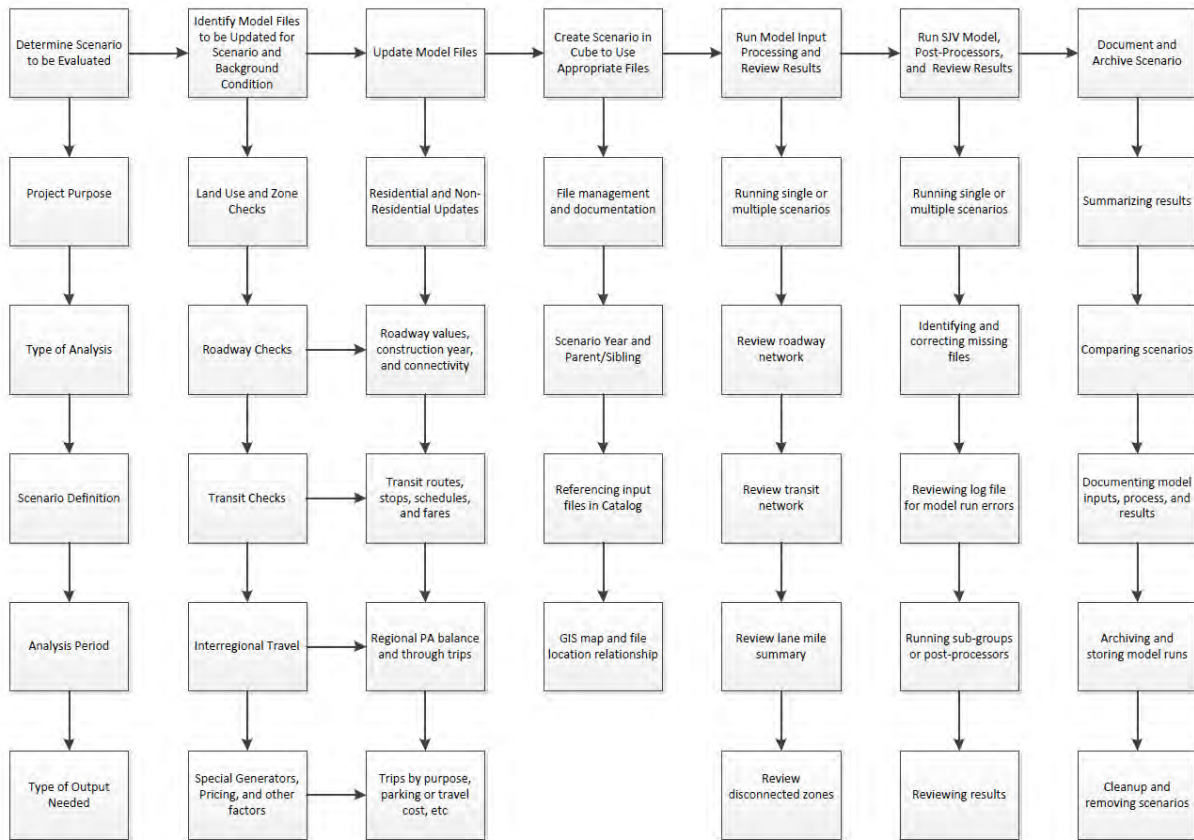 Determine Scenario
to be Evaluated
Identify Model Files
to be Updated for
Scenario and
Background
Condition
Update Model Files
Create Scenario in
Cube to Use
Appropriate Files
Run Model Input
Processing and
Review Results
Run SJV Model,
Post-Processors,
and Review Results
Document and
Archive Scenario
Project Purpose
Land Use and Zone
Checks
Residential and Non-
Residential Updates
File management
and documentation
Running single or
multiple scenarios
Running single or
multiple scenarios
Summarizing results
Type of Analysis
Roadway Checks
Roadway values,
construction year,
and connectivity
Scenario Year and
Parent/Sibling
Review roadway
network
Identifying and
correcting missing
files
Comparing scenarios
Scenario Definition
Transit Checks
Transit routes,
stops, schedules,
and fares
Referencing input
files in Catalog
Review transit
network
Reviewing log file
for model run errors
Documenting model
inputs, process, and
results
Analysis Period
Interregional Travel
Regional PA balance
and through trips
GIS map and file
location relationship
Review lane mile
summary
Running sub-groups
or post-processors
Archiving and
storing model runs
Type of Output
Needed
Special Generators,
Pricing, and other
factors
Trips by purpose,
parking or travel
cost, etc
Review
disconnected zones
Reviewing results
Cleanup and
removing scenarios